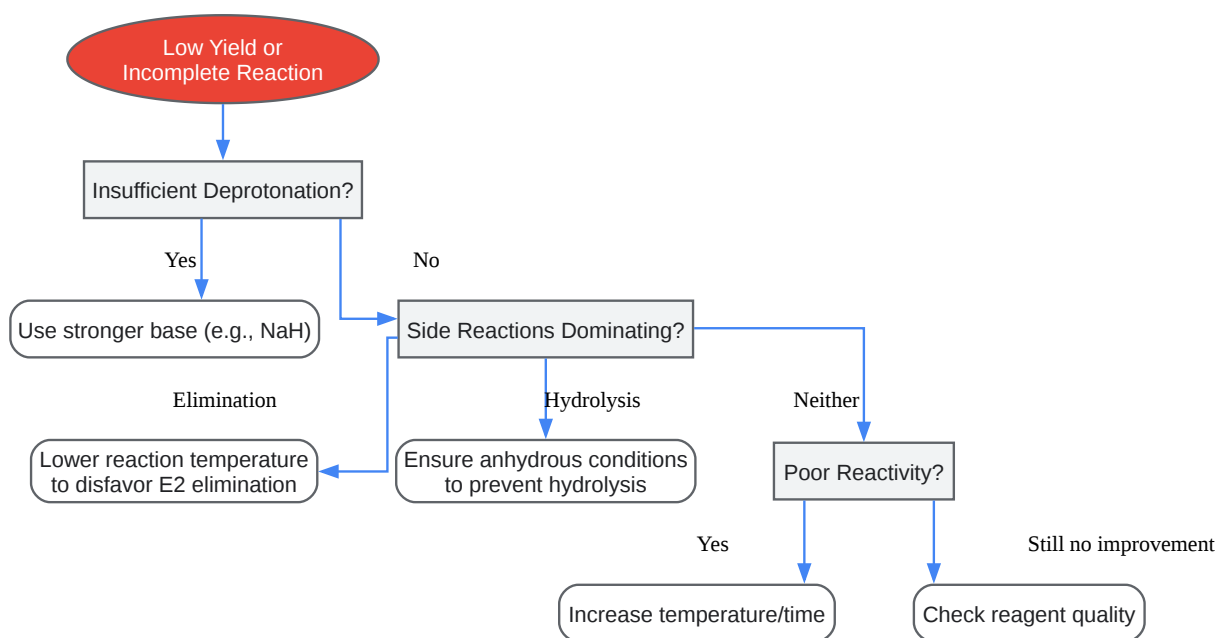 Low Yield or
Incomplete Reaction
Insufficient Deprotonation?
Yes
No
Use stronger base (e.g., NaH)
Side Reactions Dominating?
Elimination
Hydrolysis
Neither
Lower reaction temperature
to disfavor E2 elimination
Ensure anhydrous conditions
to prevent hydrolysis
Poor Reactivity?
Yes
Still no improvement
Increase temperature/time
Check reagent quality